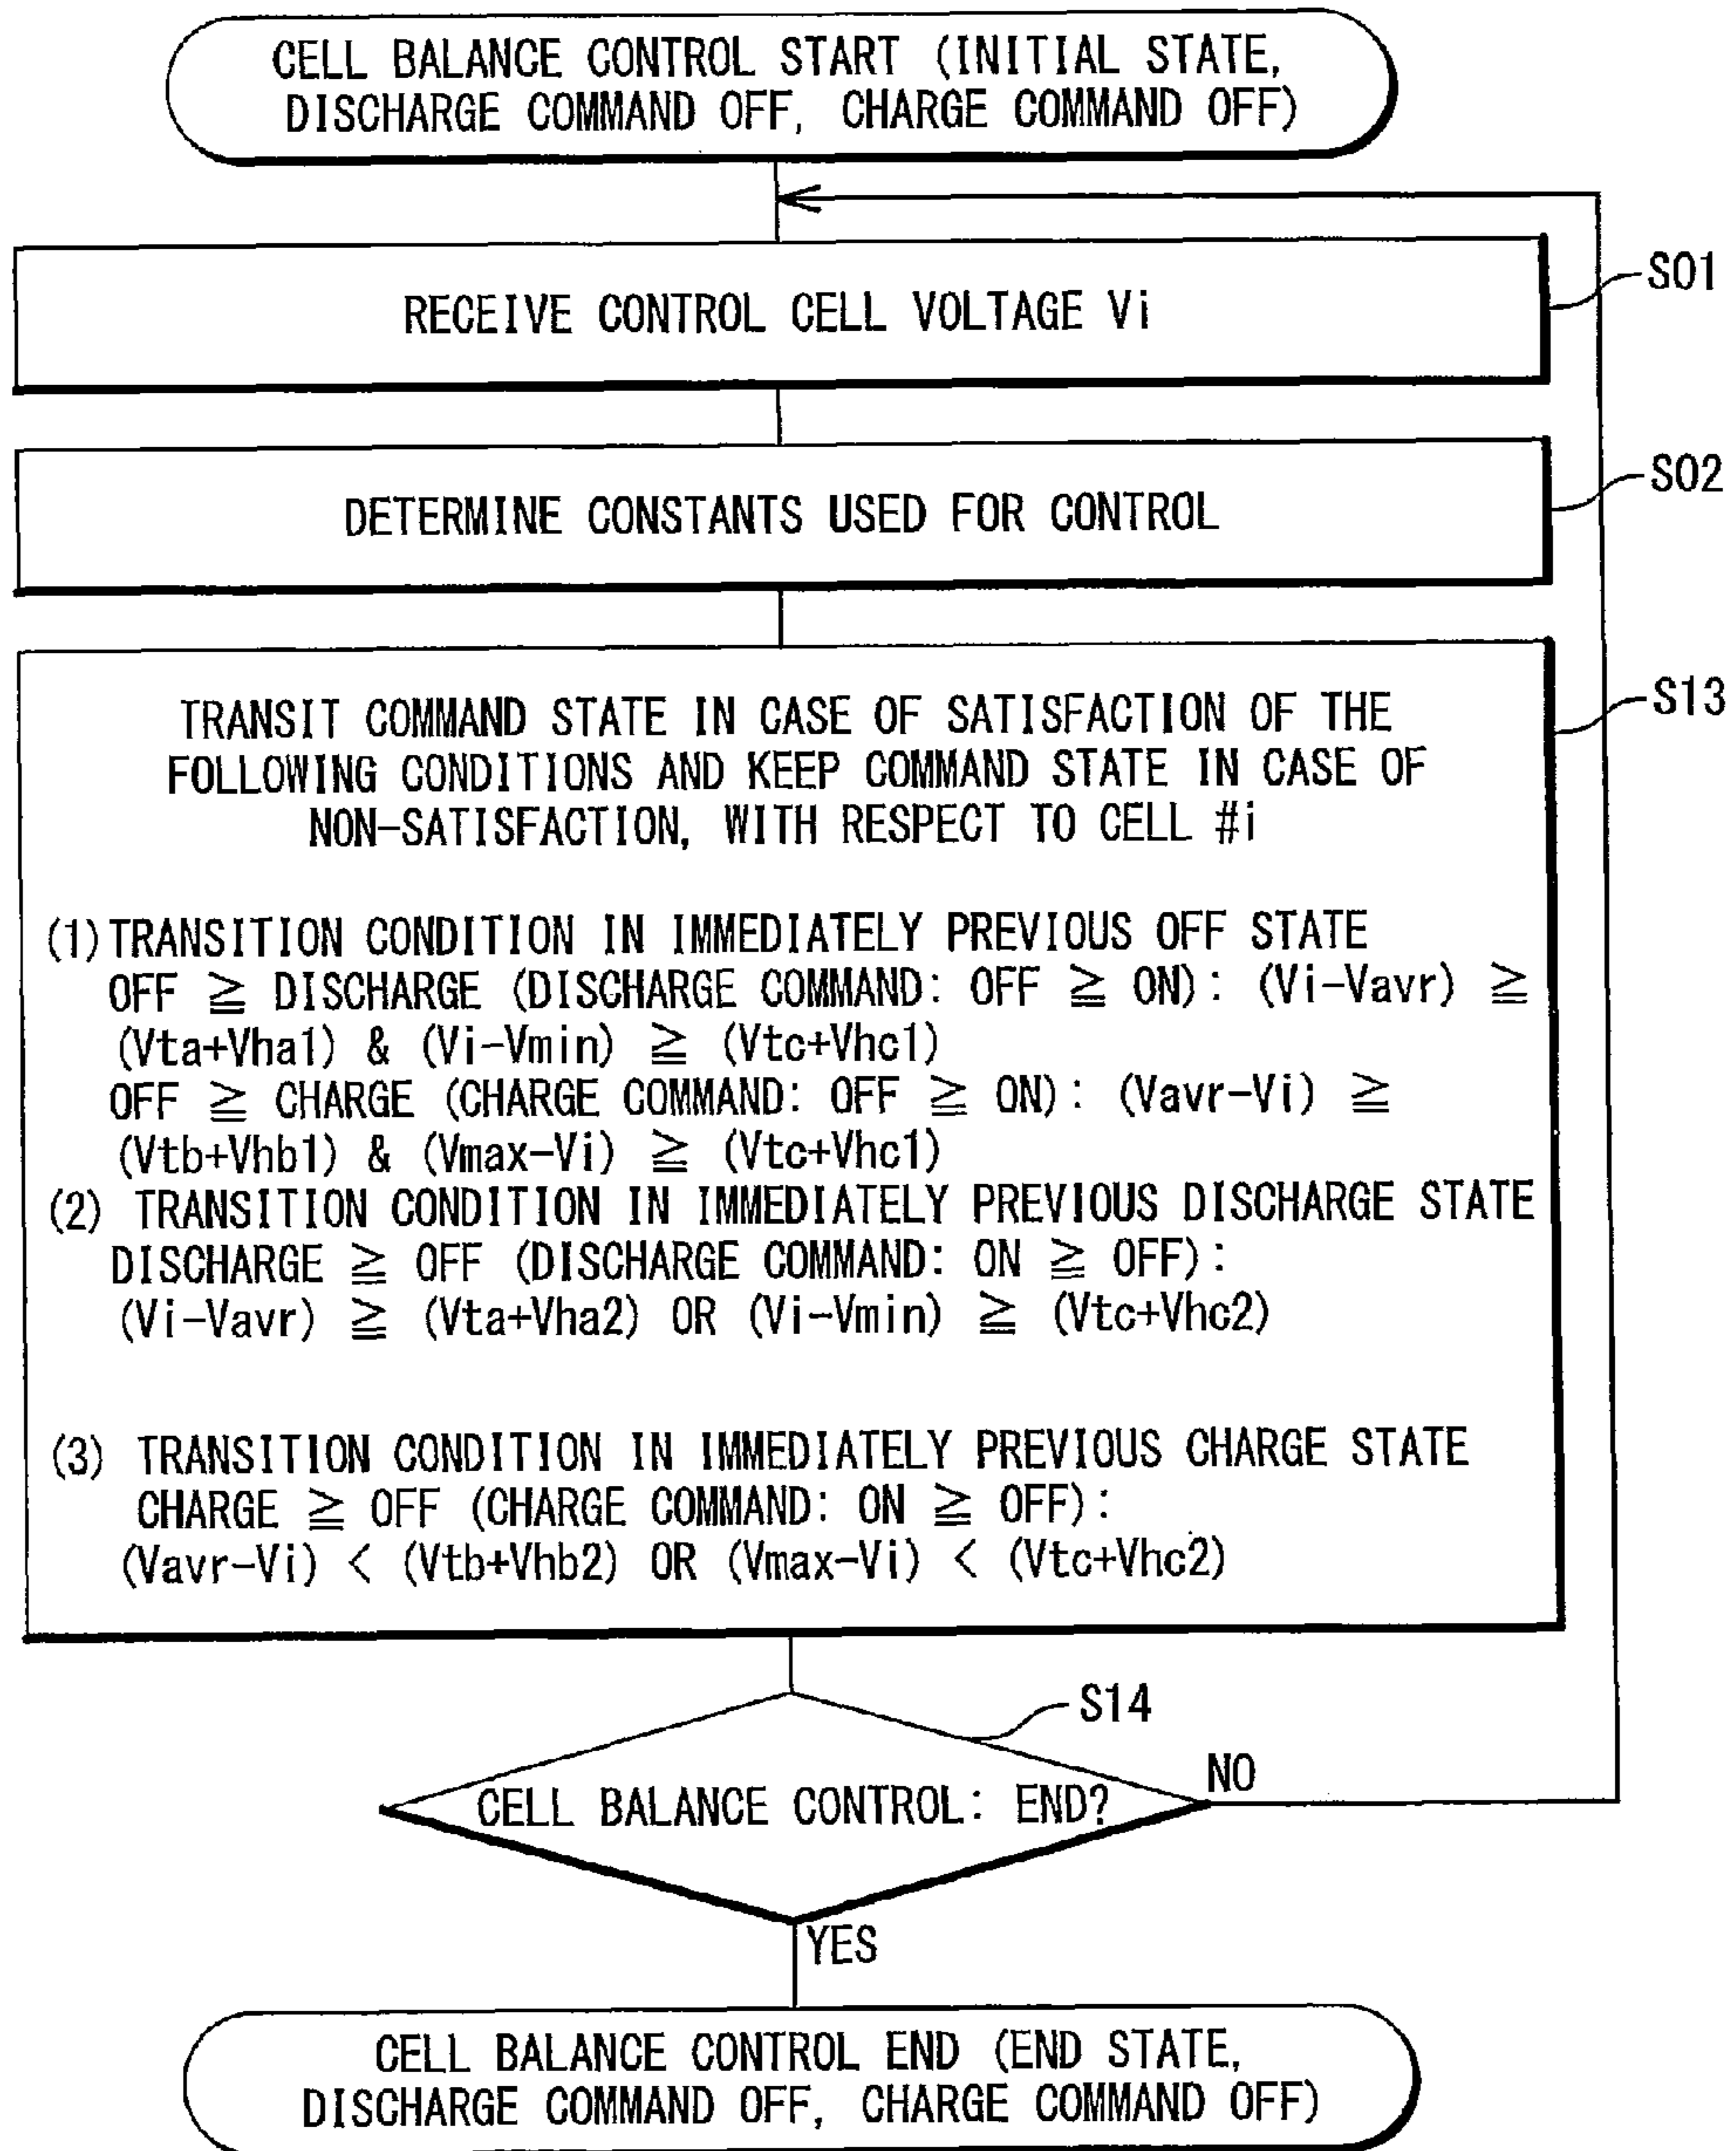 CELL BALANCE CONTROL START (INITIAL STATE,
DISCHARGE COMMAND OFF, CHARGE COMMAND OFF)
RECEIVE CONTROL CELL VOLTAGE Vi
S01
DETERMINE CONSTANTS USED FOR CONTROL
S02
S13
TRANSIT COMMAND STATE IN CASE OF SATISFACTION OF THE
FOLLOWING CONDITIONS AND KEEP COMMAND STATE IN CASE OF
NON-SATISFACTION, WITH RESPECT TO CELL #i
(1) TRANSITION CONDITION IN IMMEDIATELY PREVIOUS OFF STATE
OFF ≧ DISCHARGE (DISCHARGE COMMAND: OFF ≧ ON): (Vi-Vavr) ≧
(Vta+Vha1) & (Vi-Vmin) ≧ (Vtc+Vhc1)
OFF ≧ CHARGE (CHARGE COMMAND: OFF ≧ ON): (Vavr-Vi) ≧
(Vtb+Vhb1) & (Vmax-Vi) ≧ (Vtc+Vhc1)
(2) TRANSITION CONDITION IN IMMEDIATELY PREVIOUS DISCHARGE STATE
DISCHARGE ≧ OFF (DISCHARGE COMMAND: ON ≧ OFF):
(Vi-Vavr) ≧ (Vta+Vha2) OR (Vi-Vmin) ≧ (Vtc+Vhc2)
(3) TRANSITION CONDITION IN IMMEDIATELY PREVIOUS CHARGE STATE
CHARGE ≧ OFF (CHARGE COMMAND: ON ≧ OFF):
(Vavr-Vi) < (Vtb+Vhb2) OR (Vmax-Vi) < (Vtc+Vhc2)
S14
CELL BALANCE CONTROL: END?
NO
YES
CELL BALANCE CONTROL END (END STATE,
DISCHARGE COMMAND OFF, CHARGE COMMAND OFF)